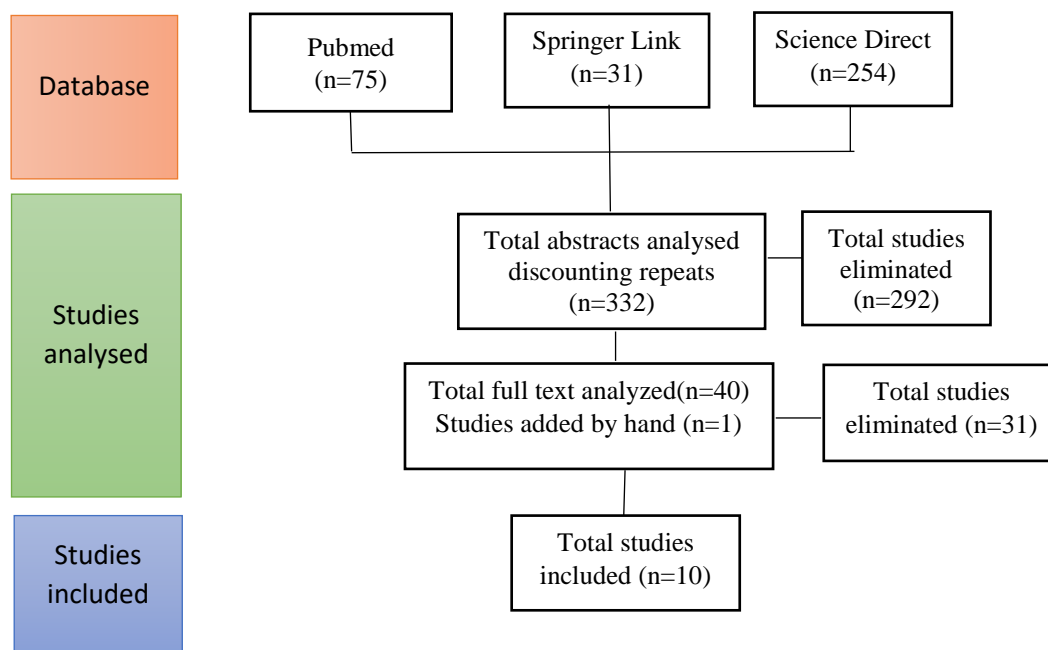 Database
Pubmed
(n=75)
Springer Link
(n=31)
Science Direct
(n=254)
Studies
analysed
Total abstracts analysed
discounting repeats
(n=332)
Total studies
eliminated
(n=292)
Total full text analyzed(n=40)
Studies added by hand (n=1)
Total studies
eliminated (n=31)
Studies
included
Total studies
included (n=10)